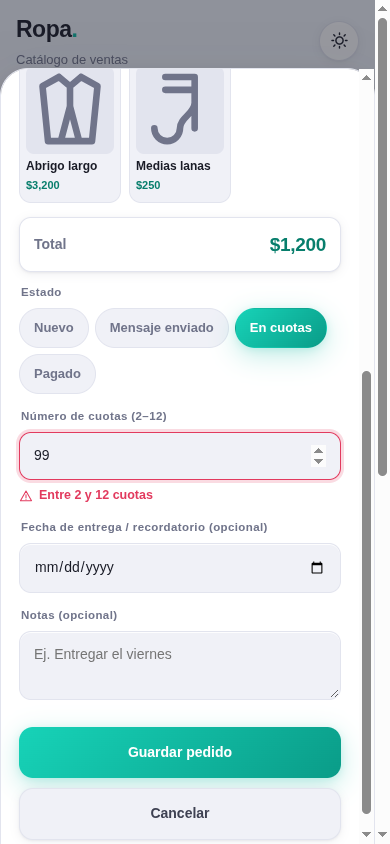 Ropa.
Catálogo de ventas
Abrigo largo
$3,200
Medias lanas
$250
Total
$1,200
Estado
Nuevo
Mensaje enviado
En cuotas
Pagado
Número de cuotas (2–12)
99
Entre 2 y 12 cuotas
Fecha de entrega / recordatorio (opcional)
mm/dd/yyyy
Notas (opcional)
Ej. Entregar el viernes
Guardar pedido
Cancelar